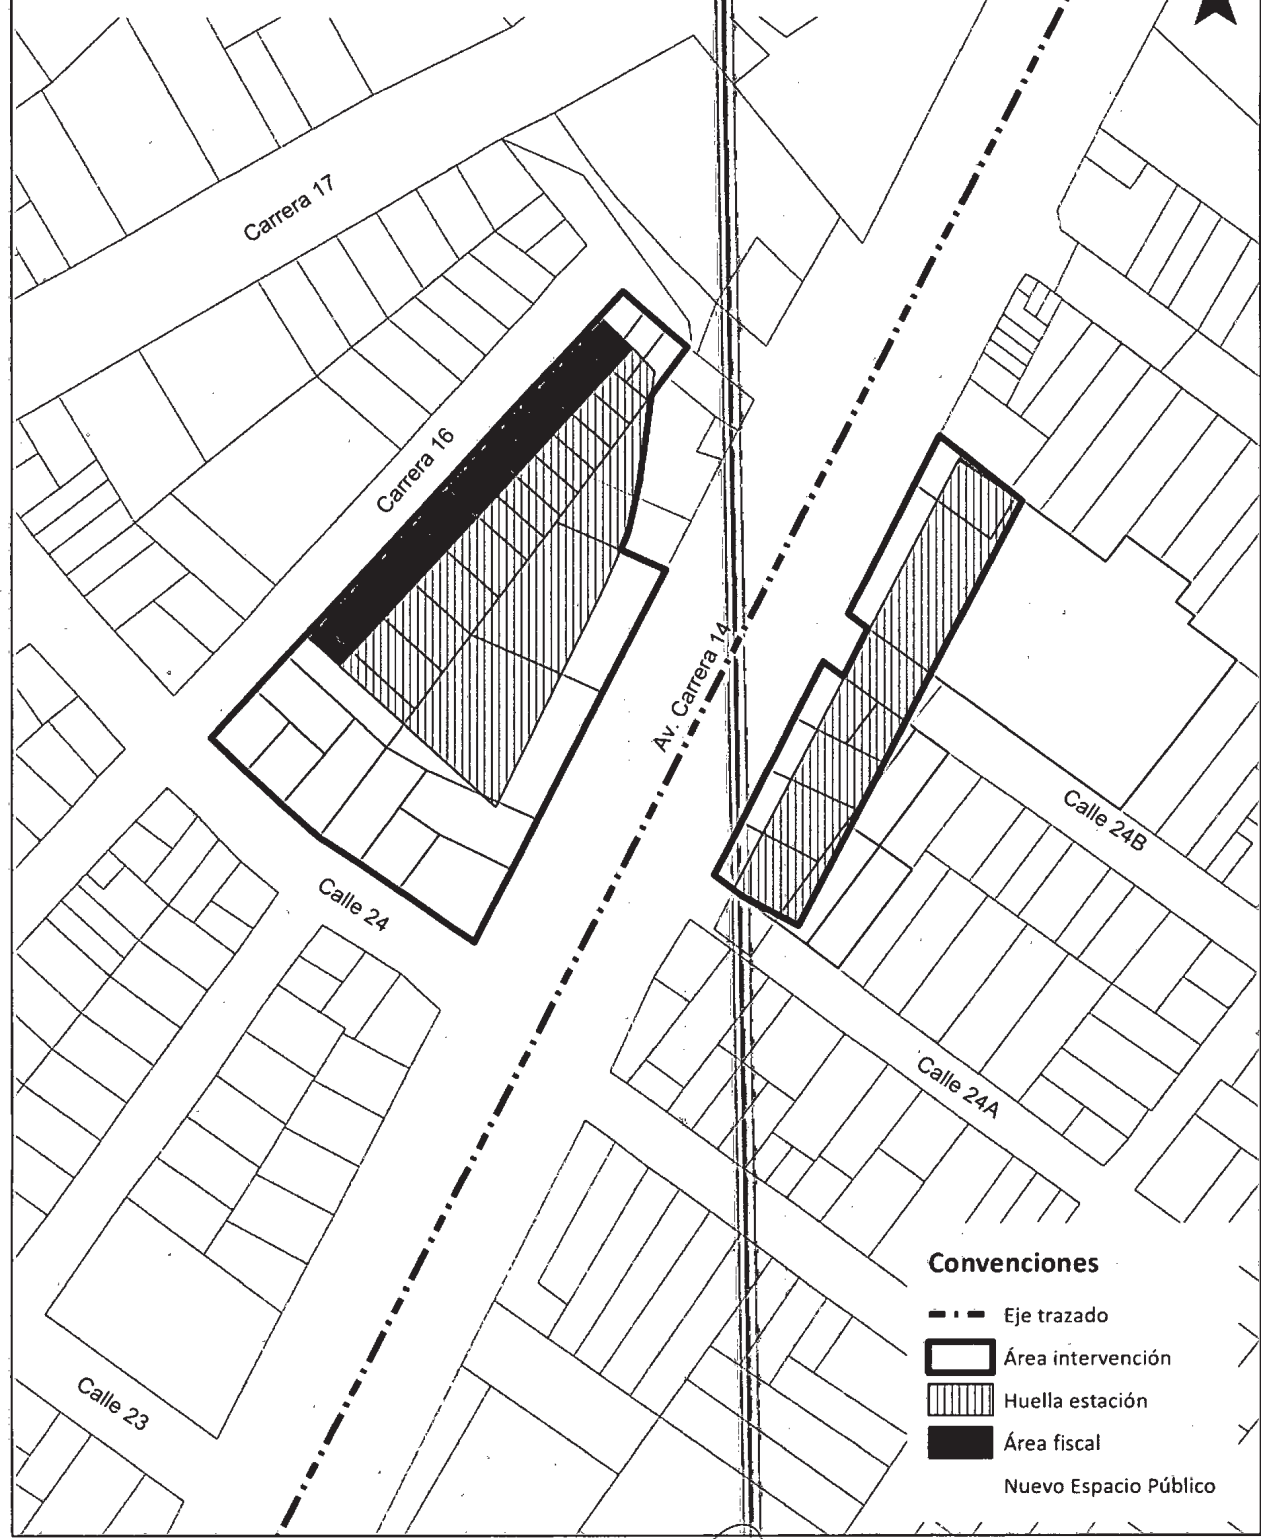 Carrera 17
Carrera 16
Av. Carrera 14
Calle 24B
Calle 24
Calle 24A
Calle 23
Convenciones
Eje trazado
Área intervención
Huella estación
Área fiscal
Nuevo Espacio Público